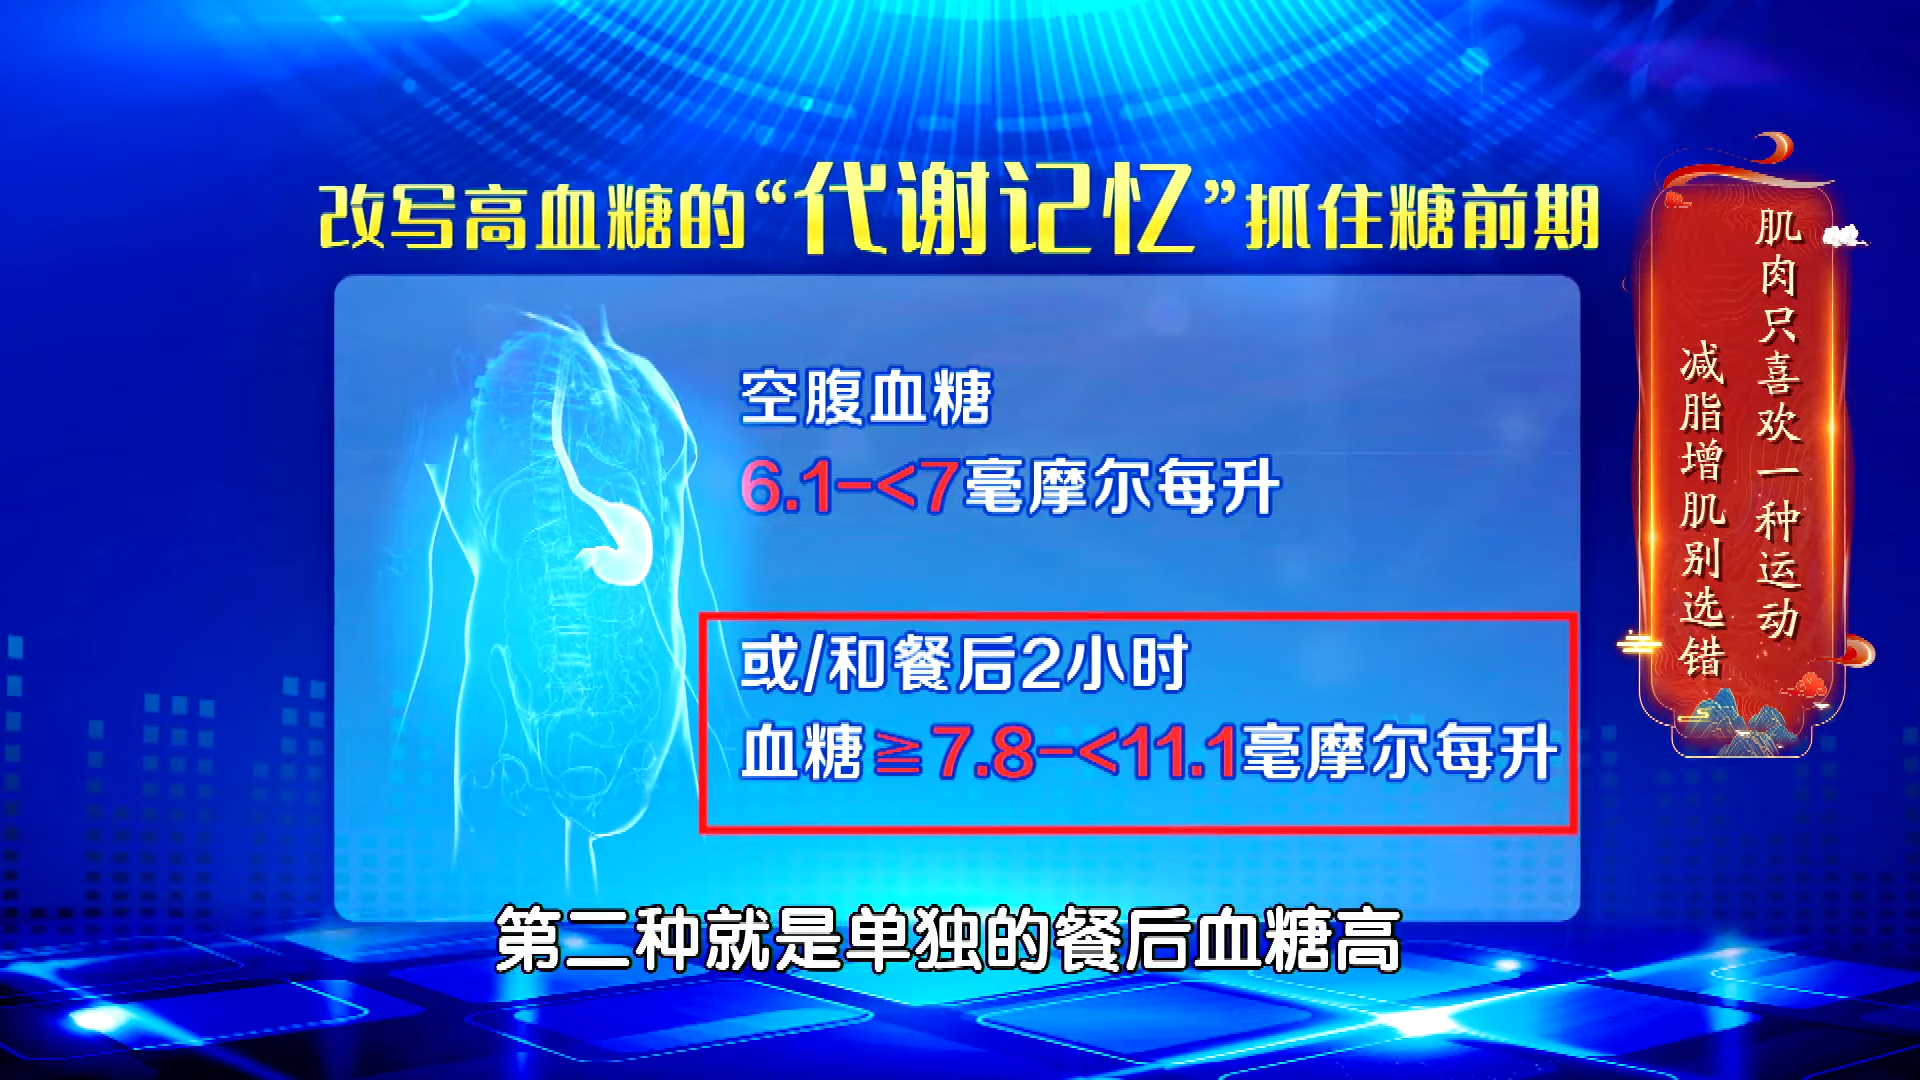 改写高血糖的“代谢记忆”抓住糖前期
空腹血糖
6.1-<7毫摩尔每升
或/和餐后2小时
血糖≧7.8-<11.1毫摩尔每升
第二种就是单独的餐后血糖高
肌肉只喜欢一种运动
减脂增肌别选错